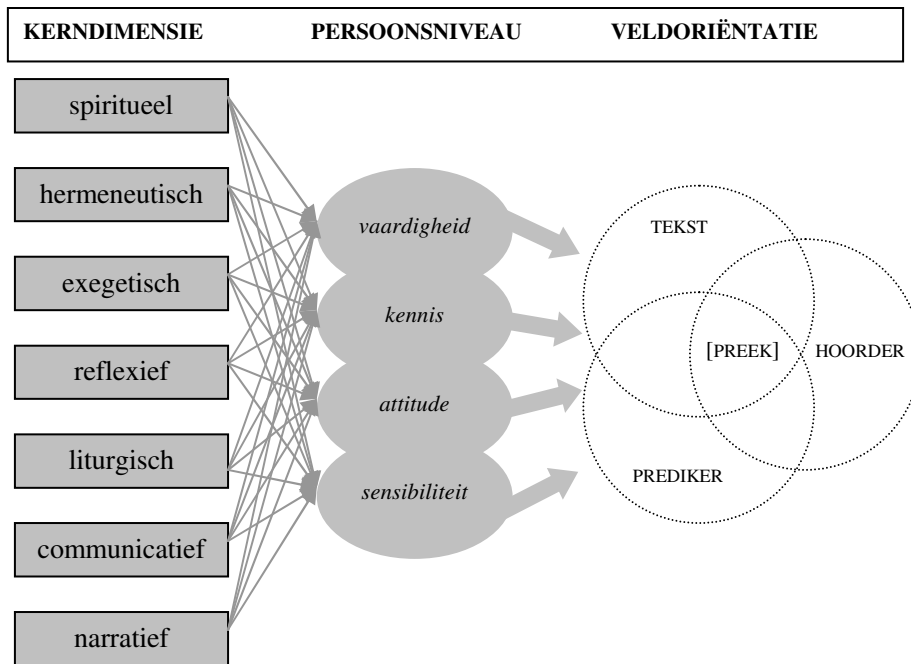 KERNDIMENSIE PERSOONSNIVEAU VELDORIËNTATIE
spiritueel
hermeneutisch
exegetisch
reflexief
liturgisch
communicatief
narratief
vaardigheid
kennis
attitude
sensibiliteit
TEKST
[PREEK] HOORDER
PREDIKER